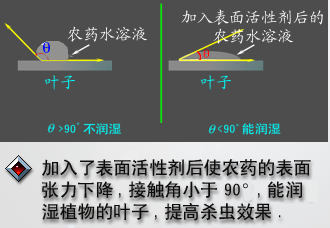 θ
农药水溶液
叶子
θ>90°不润湿
加入表面活性剂后的
农药水溶液
θ
叶子
θ<90°能润湿
加入了表面活性剂后使农药的表面
张力下降,接触角小于 90°,能润
湿植物的叶子,提高杀虫效果.